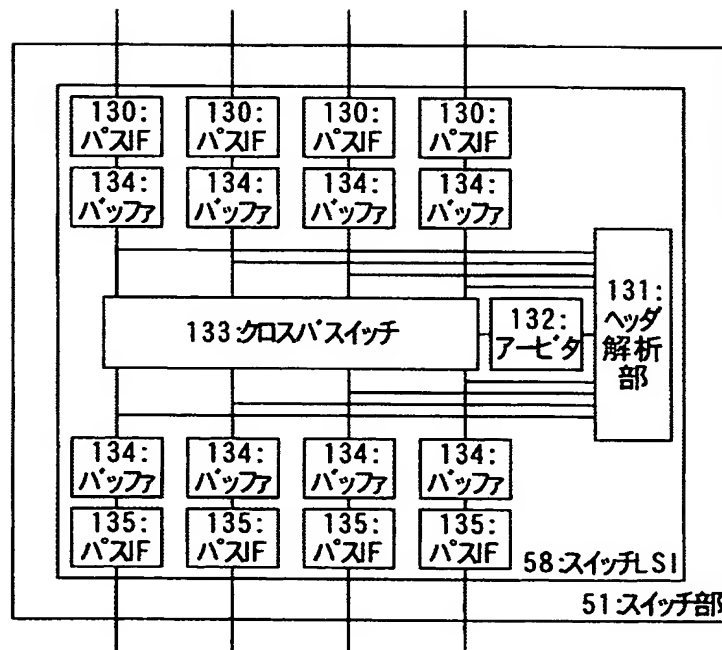 130:
パスIF
130:
パスIF
130:
パスIF
130:
パスIF
134:
バッファ
134:
バッファ
134:
バッファ
134:
バッファ
131:
ヘッダ
解析
部
133:クロスバスイッチ
132:
アービタ
134:
バッファ
134:
バッファ
134:
バッファ
134:
バッファ
135:
パスIF
135:
パスIF
135:
パスIF
135:
パスIF
58:スイッチLSI
51:スイッチ部